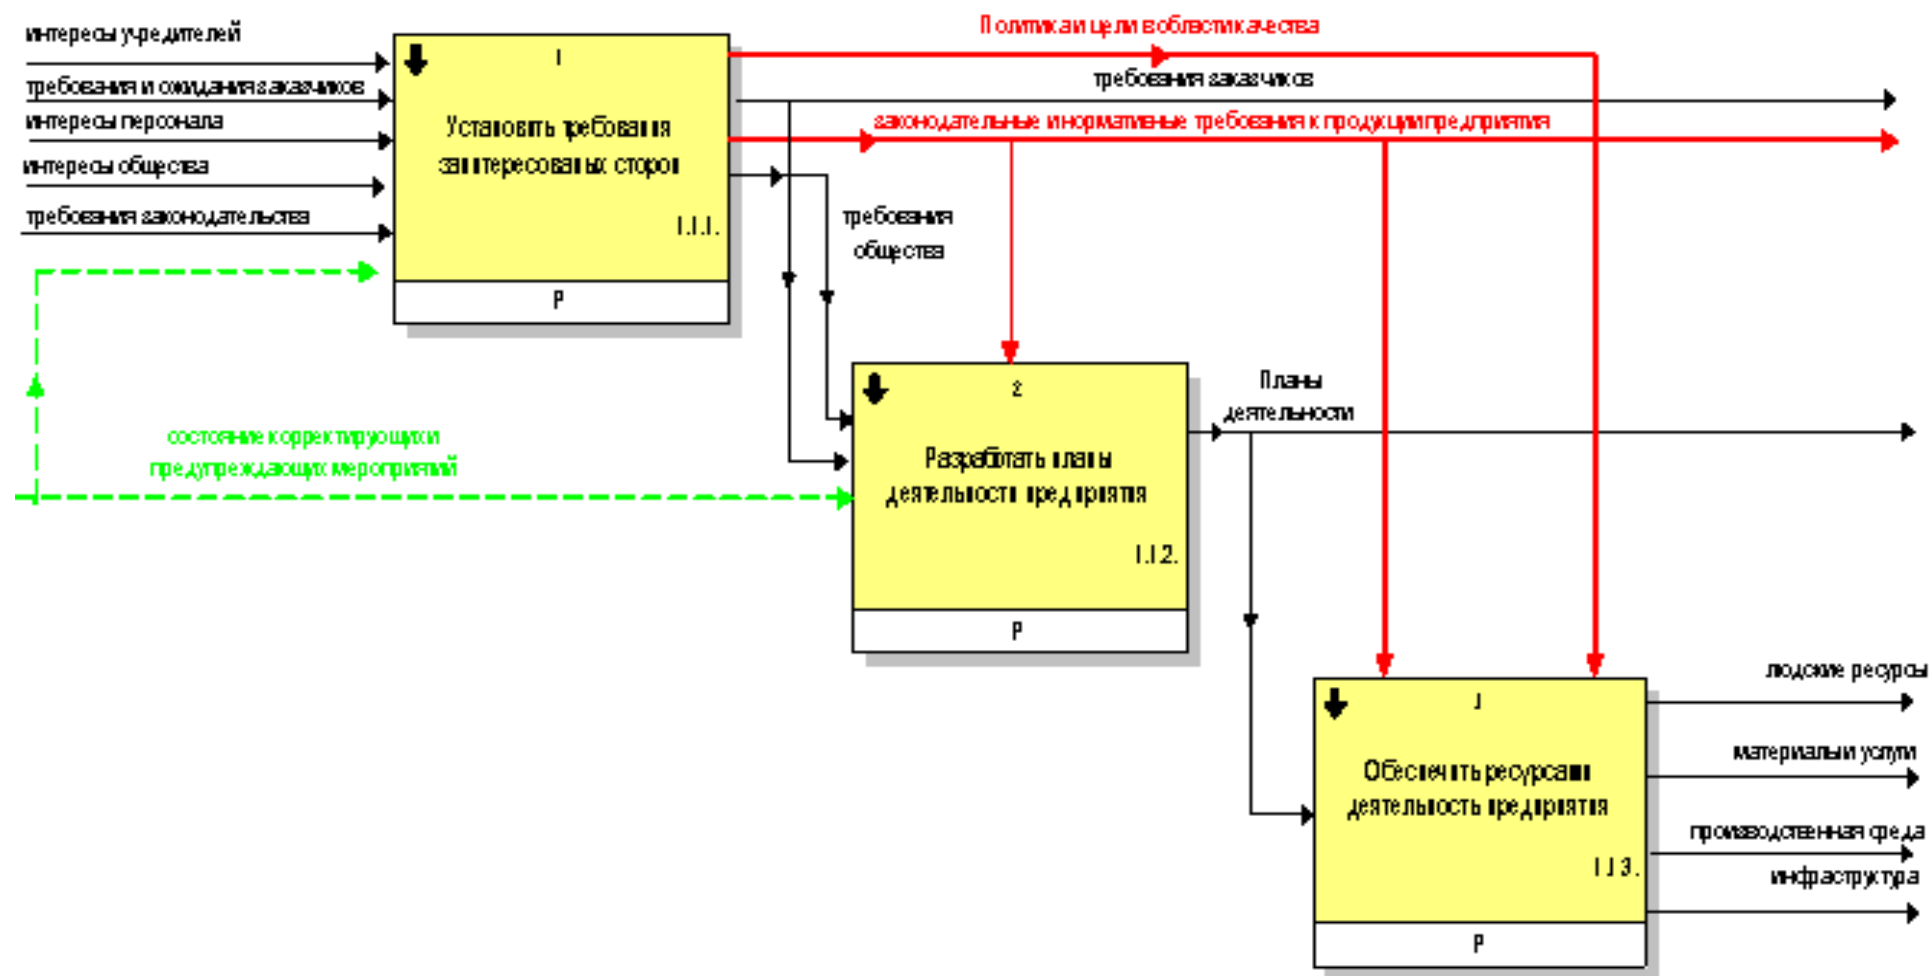 интересы учредителей
требования и ожидания заказчиков
интересы персонала
интересы общества
требования законодательства
1
Установить требования
заинтересованых сторон
1.1.1.
P
Политика и цели в области качества
требования заказчиков
законодательные и нормативные требования к продукции предприятия
требования
общества
состояние корректирующих и
предупреждающих мероприятий
2
Разработать планы
деятельности предприятия
1.1.2.
P
Планы
деятельности
3
Обеспечить ресурсами
деятельность предприятия
1.1.3.
P
людские ресурсы
материалы и услуги
производственная среда
инфраструктура